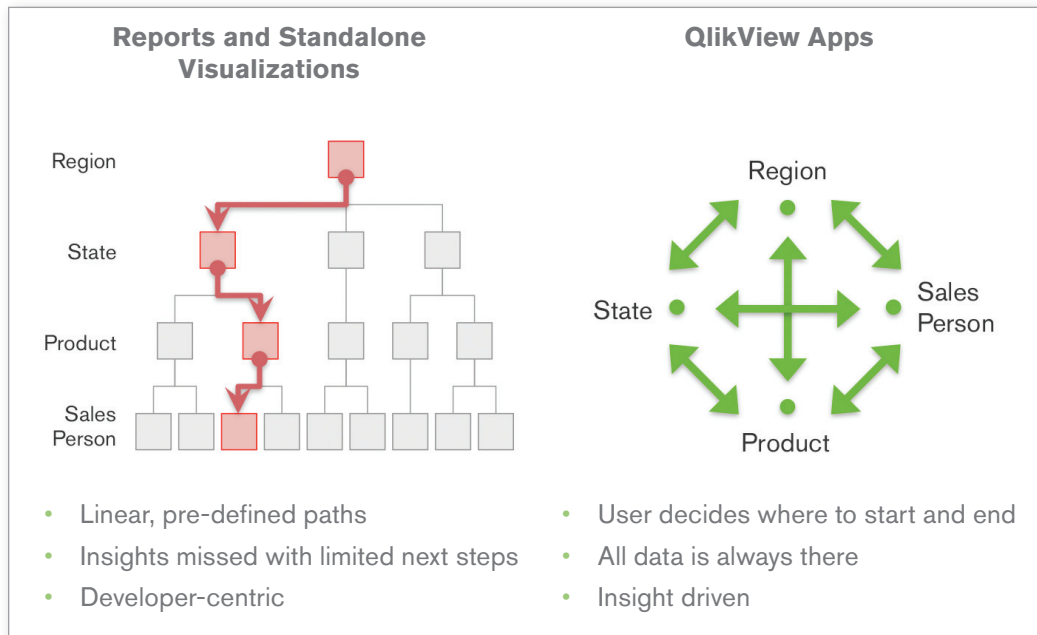 Reports and Standalone
Visualizations
Region
State
Product
Sales
Person
• Linear, pre-defined paths
• Insights missed with limited next steps
• Developer-centric
QlikView Apps
Region
State
Sales
Person
Product
• User decides where to start and end
• All data is always there
• Insight driven